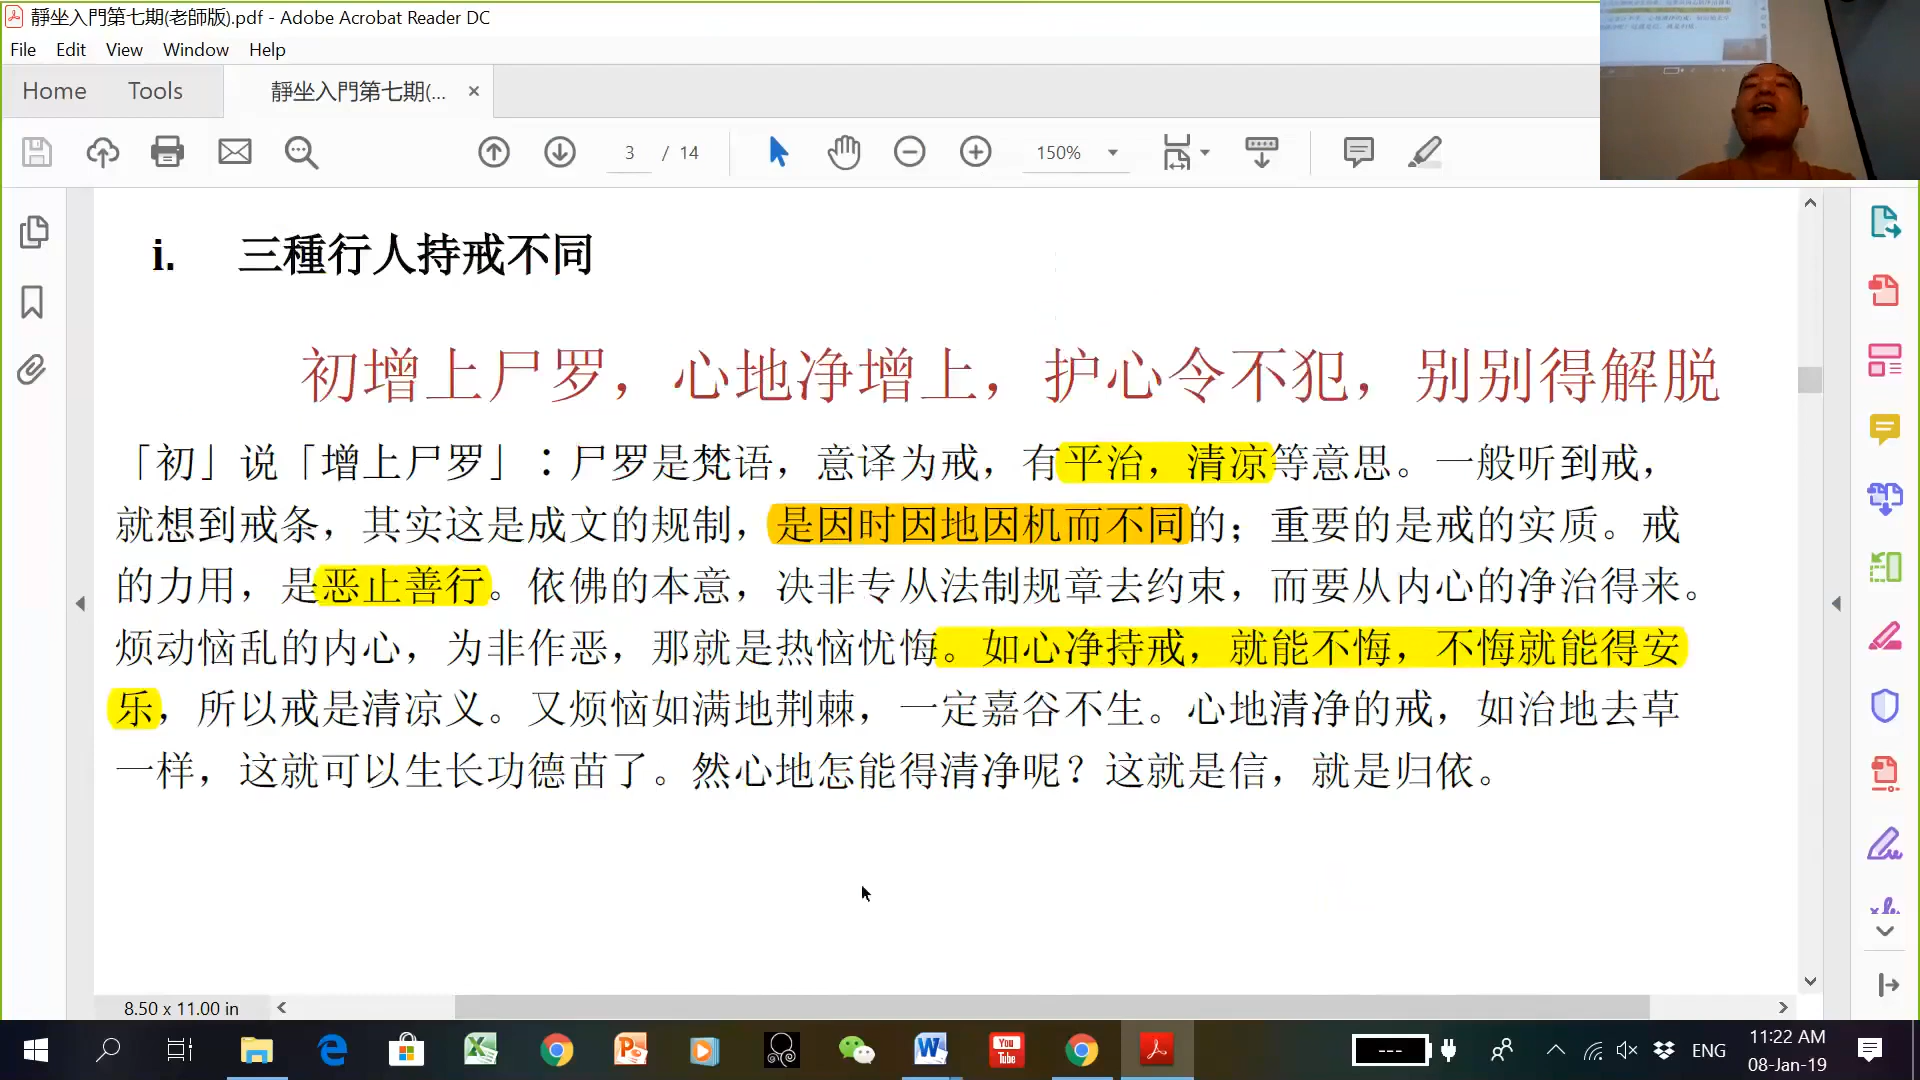 靜坐入門第七期(老師版).pdf - Adobe Acrobat Reader DC
File Edit View Window Help
Home Tools 靜坐入門第七期(... ×
3 / 14 150%
i. 三種行人持戒不同
初增上尸罗，心地净增上，护心令不犯，别别得解脱
「初」说「增上尸罗」：尸罗是梵语，意译为戒，有平治，清凉等意思。一般听到戒，
就想到戒条，其实这是成文的规制，是因时因地因机而不同的；重要的是戒的实质。戒
的力用，是恶止善行。依佛的本意，决非专从法制规章去约束，而要从内心的净治得来。
烦动恼乱的内心，为非作恶，那就是热恼忧悔。如心净持戒，就能不悔，不悔就能得安
乐，所以戒是清凉义。又烦恼如满地荆棘，一定嘉谷不生。心地清净的戒，如治地去草
一样，这就可以生长功德苗了。然心地怎能得清净呢？这就是信，就是归依。
8.50 x 11.00 in
You Tube
--- ENG 11:22 AM
08-Jan-19